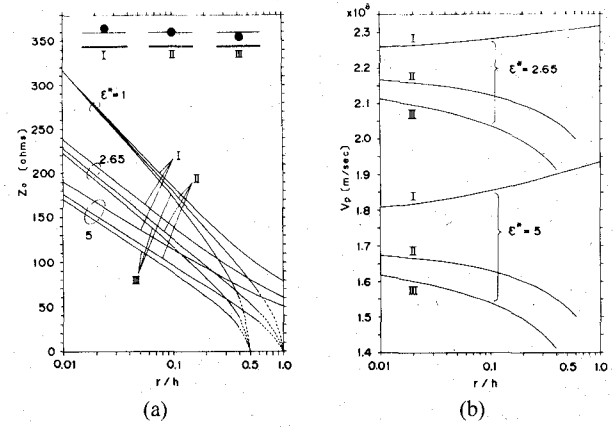 350
300
250
200
150
100
50
0
Z₀ (ohms)
I II III
ε*=1
2.65
5
I
II
III
0.01 0.1 0.5 1.0
r / h
(a)
x10⁸
2.3
2.2
2.1
2.0
1.9
1.8
1.7
1.6
1.5
1.4
Vp (m/sec)
I
II
III
ε* = 2.65
I
II
III
ε* = 5
0.01 0.1 1.0
r / h
(b)